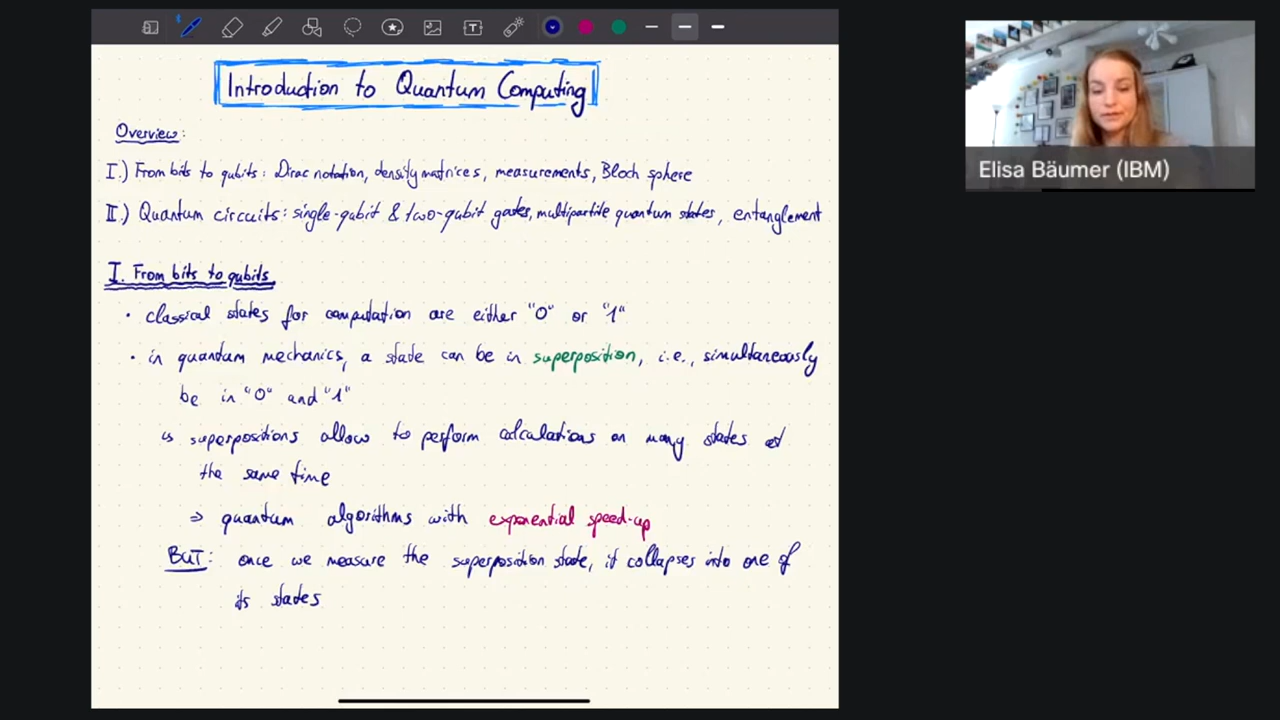 Introduction to Quantum Computing
Overview:
I.) From bits to qubits: Dirac notation, density matrices, measurements, Bloch sphere
II.) Quantum circuits: single-qubit & two-qubit gates, multipartite quantum states, entanglement
I. From bits to qubits
• classical states for computation are either "0" or "1"
• in quantum mechanics, a state can be in superposition, i.e., simultaneously
be in "0" and "1"
↳ superpositions allow to perform calculations on many states at
the same time
⇒ quantum algorithms with exponential speed-up
BUT: once we measure the superposition state, it collapses into one of
its states
Elisa Bäumer (IBM)